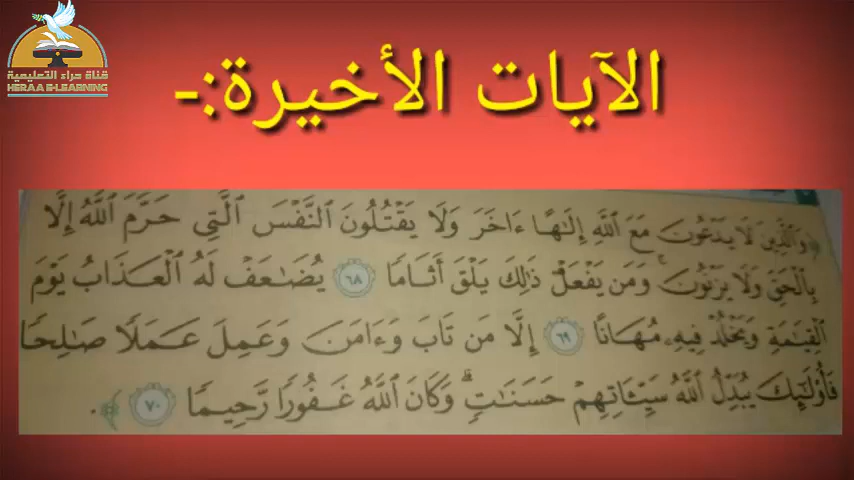 قناة حراء التعليمية
HERAA E-LEARNING
الآيات الأخيرة:-
﴿وَالَّذِينَ لَا يَدْعُونَ مَعَ اللَّهِ إِلَٰهًا ءَاخَرَ وَلَا يَقْتُلُونَ النَّفْسَ الَّتِي حَرَّمَ اللَّهُ إِلَّا
بِالْحَقِّ وَلَا يَزْنُونَ ۚ وَمَن يَفْعَلْ ذَٰلِكَ يَلْقَ أَثَامًا ٦٨ يُضَٰعَفْ لَهُ الْعَذَابُ يَوْمَ
الْقِيَٰمَةِ وَيَخْلُدْ فِيهِۦ مُهَانًا ٦٩ إِلَّا مَن تَابَ وَءَامَنَ وَعَمِلَ عَمَلًا صَٰلِحًا
فَأُوْلَٰٓئِكَ يُبَدِّلُ اللَّهُ سَيِّـَٔاتِهِمْ حَسَنَٰتٍ ۗ وَكَانَ اللَّهُ غَفُورًا رَّحِيمًا ٧٠﴾.